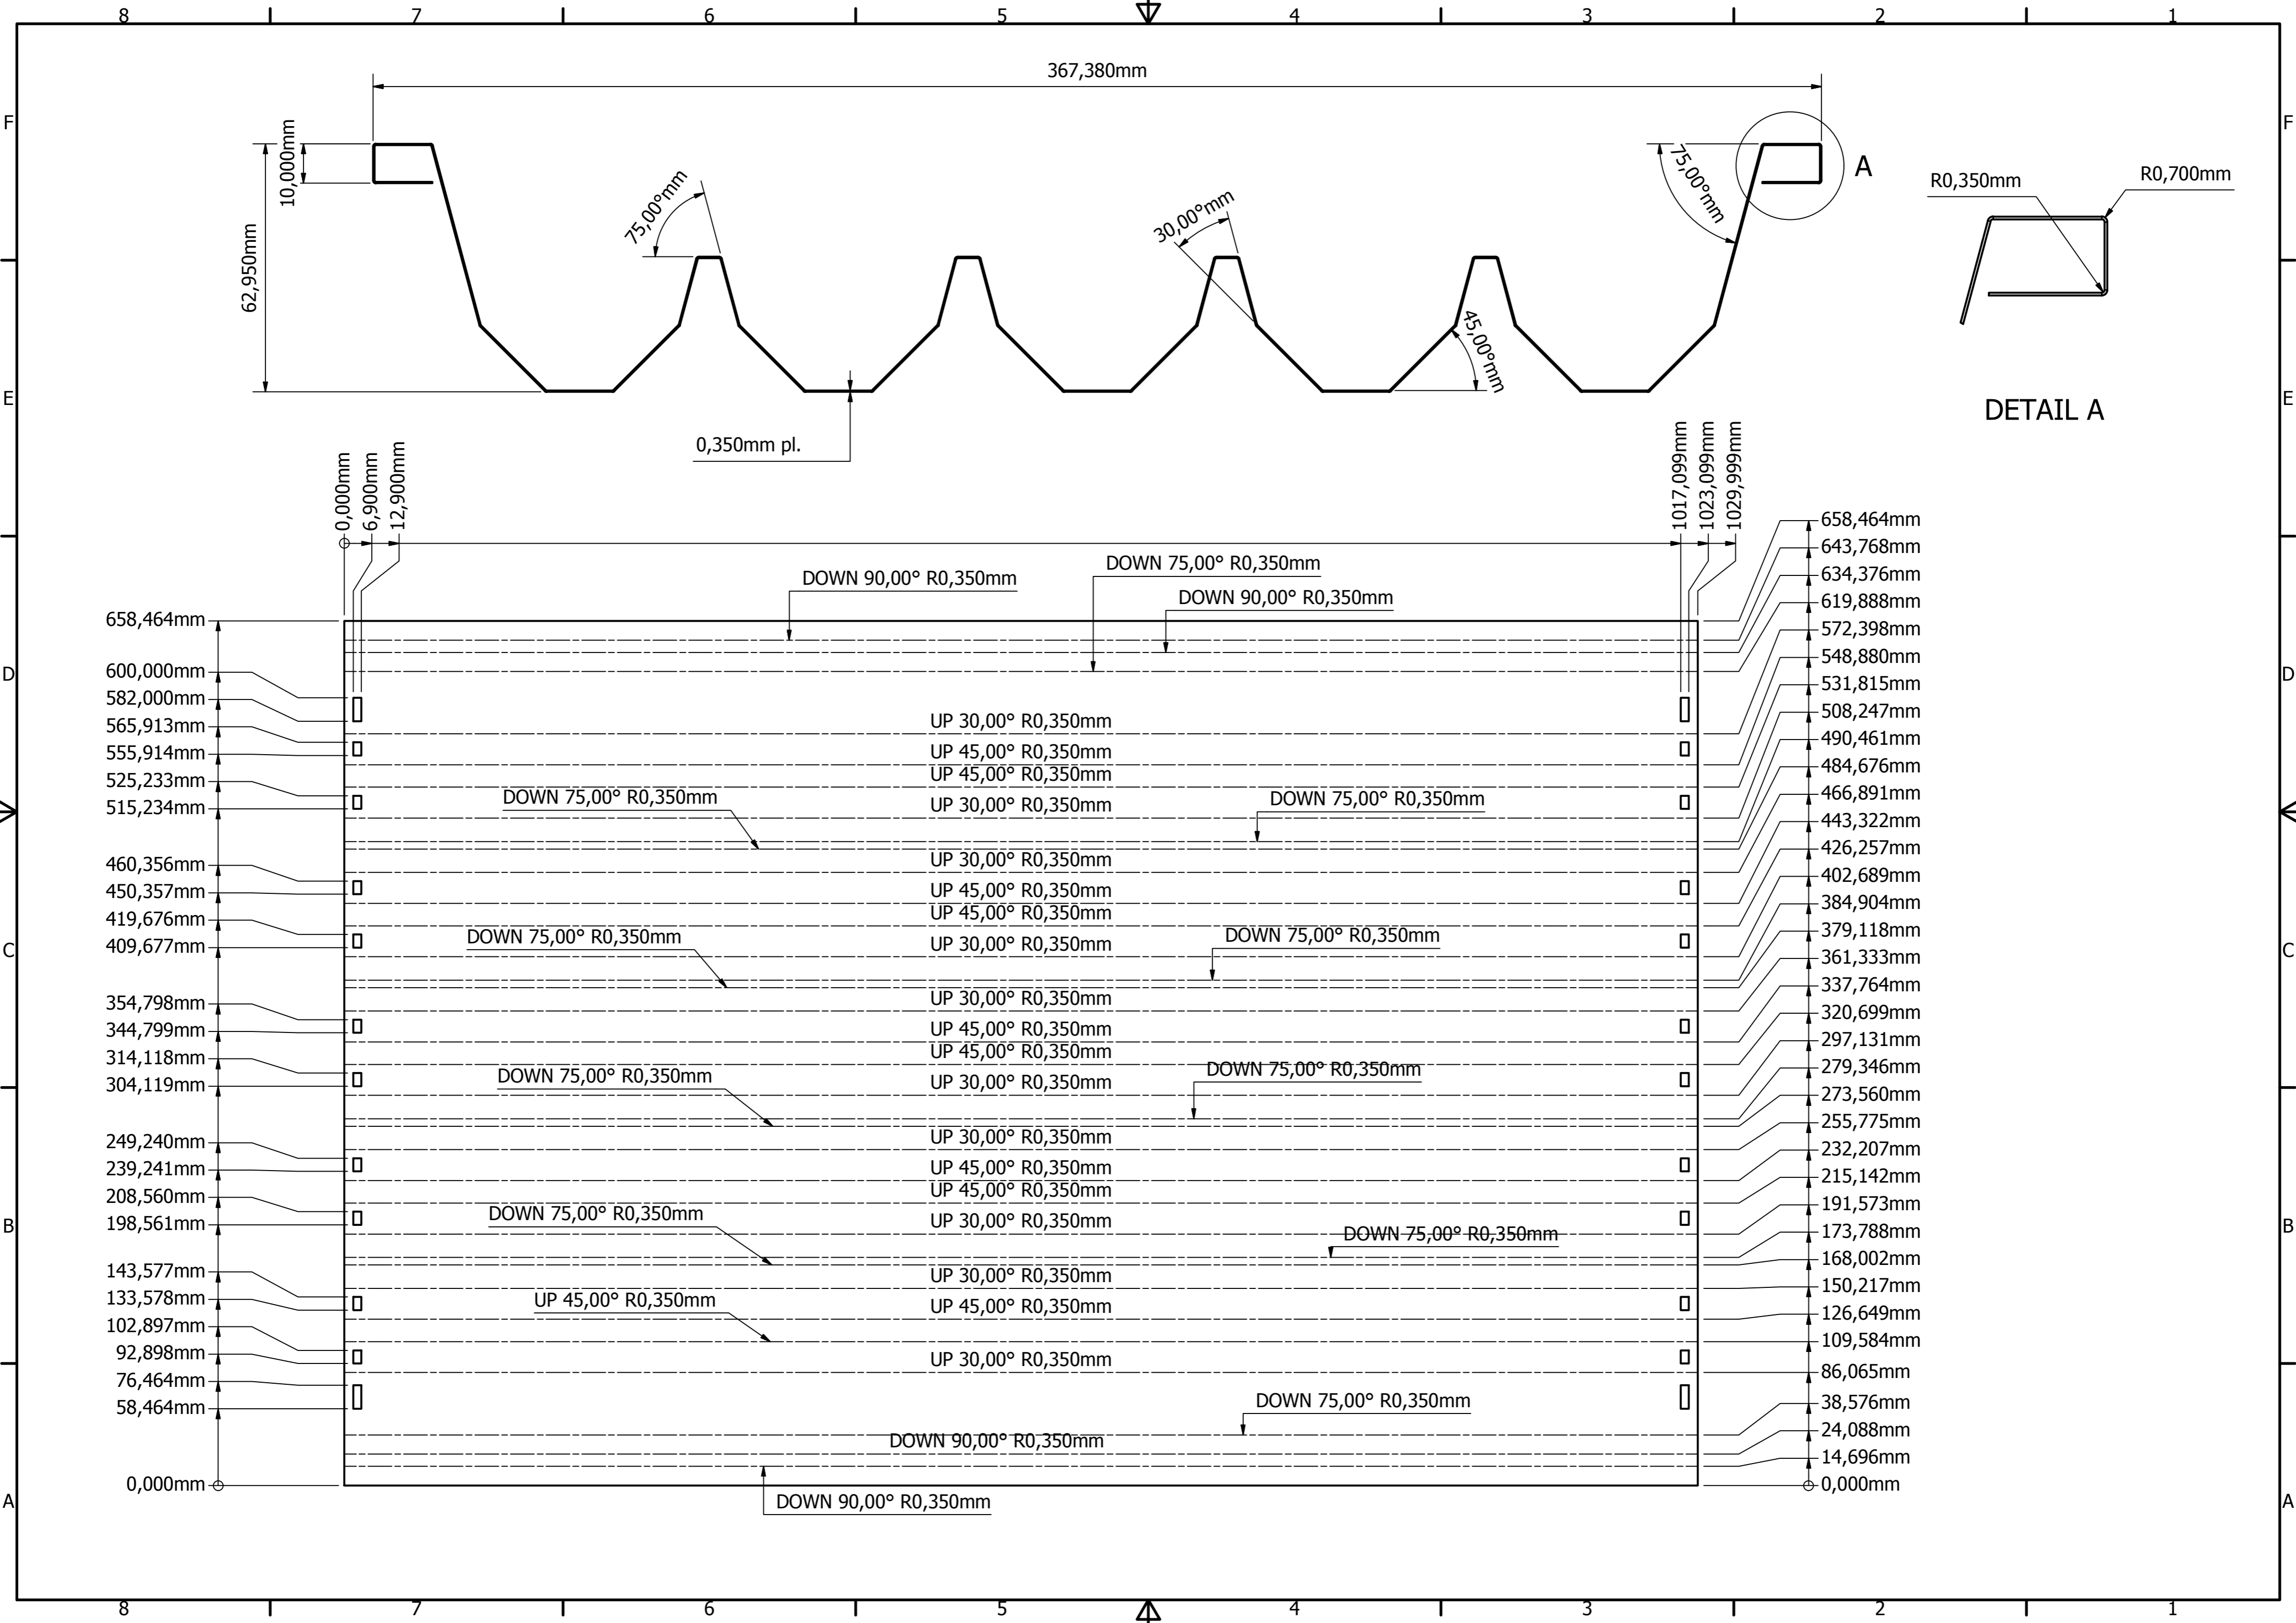 8 7 6 5 4 3 2 1
367,380mm
F
F
10,000mm
62,950mm
75,00°mm
30,00°mm
75,00°mm
45,00°mm
A
R0,350mm
R0,700mm
DETAIL A
E
E
0,350mm pl.
0,000mm
6,900mm
12,900mm
1017,099mm
1023,099mm
1029,999mm
DOWN 90,00° R0,350mm
DOWN 75,00° R0,350mm
DOWN 90,00° R0,350mm
UP 30,00° R0,350mm
UP 45,00° R0,350mm
UP 45,00° R0,350mm
DOWN 75,00° R0,350mm
UP 30,00° R0,350mm
DOWN 75,00° R0,350mm
UP 30,00° R0,350mm
UP 45,00° R0,350mm
UP 45,00° R0,350mm
DOWN 75,00° R0,350mm
UP 30,00° R0,350mm
DOWN 75,00° R0,350mm
UP 30,00° R0,350mm
UP 45,00° R0,350mm
UP 45,00° R0,350mm
DOWN 75,00° R0,350mm
UP 30,00° R0,350mm
DOWN 75,00° R0,350mm
UP 30,00° R0,350mm
UP 45,00° R0,350mm
UP 45,00° R0,350mm
DOWN 75,00° R0,350mm
UP 30,00° R0,350mm
DOWN 75,00° R0,350mm
UP 30,00° R0,350mm
UP 45,00° R0,350mm
UP 45,00° R0,350mm
UP 30,00° R0,350mm
DOWN 75,00° R0,350mm
DOWN 90,00° R0,350mm
DOWN 90,00° R0,350mm
658,464mm
600,000mm
582,000mm
565,913mm
555,914mm
525,233mm
515,234mm
460,356mm
450,357mm
419,676mm
409,677mm
354,798mm
344,799mm
314,118mm
304,119mm
249,240mm
239,241mm
208,560mm
198,561mm
143,577mm
133,578mm
102,897mm
92,898mm
76,464mm
58,464mm
0,000mm
658,464mm
643,768mm
634,376mm
619,888mm
572,398mm
548,880mm
531,815mm
508,247mm
490,461mm
484,676mm
466,891mm
443,322mm
426,257mm
402,689mm
384,904mm
379,118mm
361,333mm
337,764mm
320,699mm
297,131mm
279,346mm
273,560mm
255,775mm
232,207mm
215,142mm
191,573mm
173,788mm
168,002mm
150,217mm
126,649mm
109,584mm
86,065mm
38,576mm
24,088mm
14,696mm
0,000mm
D
D
C
C
B
B
A
A
8 7 6 5 4 3 2 1